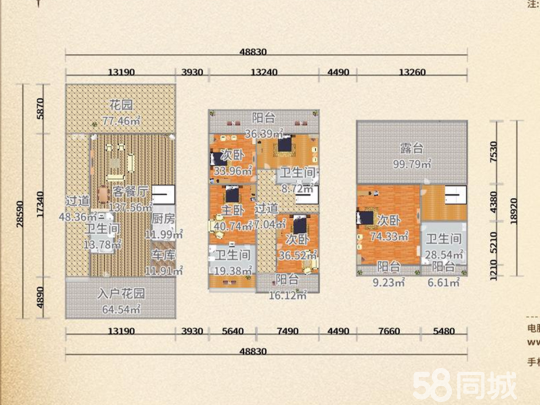 注:
48830
13190 3930 13240 4490 13260
28590
5870
17340
4890
花园
77.46㎡
过道
48.36㎡
客餐厅
137.56㎡
卫生间
13.78㎡
厨房
11.99㎡
车库
11.91㎡
入户花园
64.54㎡
阳台
36.39㎡
次卧
33.96㎡
卫生间
8.72㎡
主卧
40.74㎡
过道
7.04㎡
次卧
36.52㎡
卫生间
19.38㎡
阳台
16.12㎡
露台
99.79㎡
次卧
74.33㎡
卫生间
28.54㎡
阳台
9.23㎡
阳台
6.61㎡
7530
4380
5210
1210
18920
13190 3930 5640 7490 4490 7660 5480
48830
电脑
ww
手机
58同城